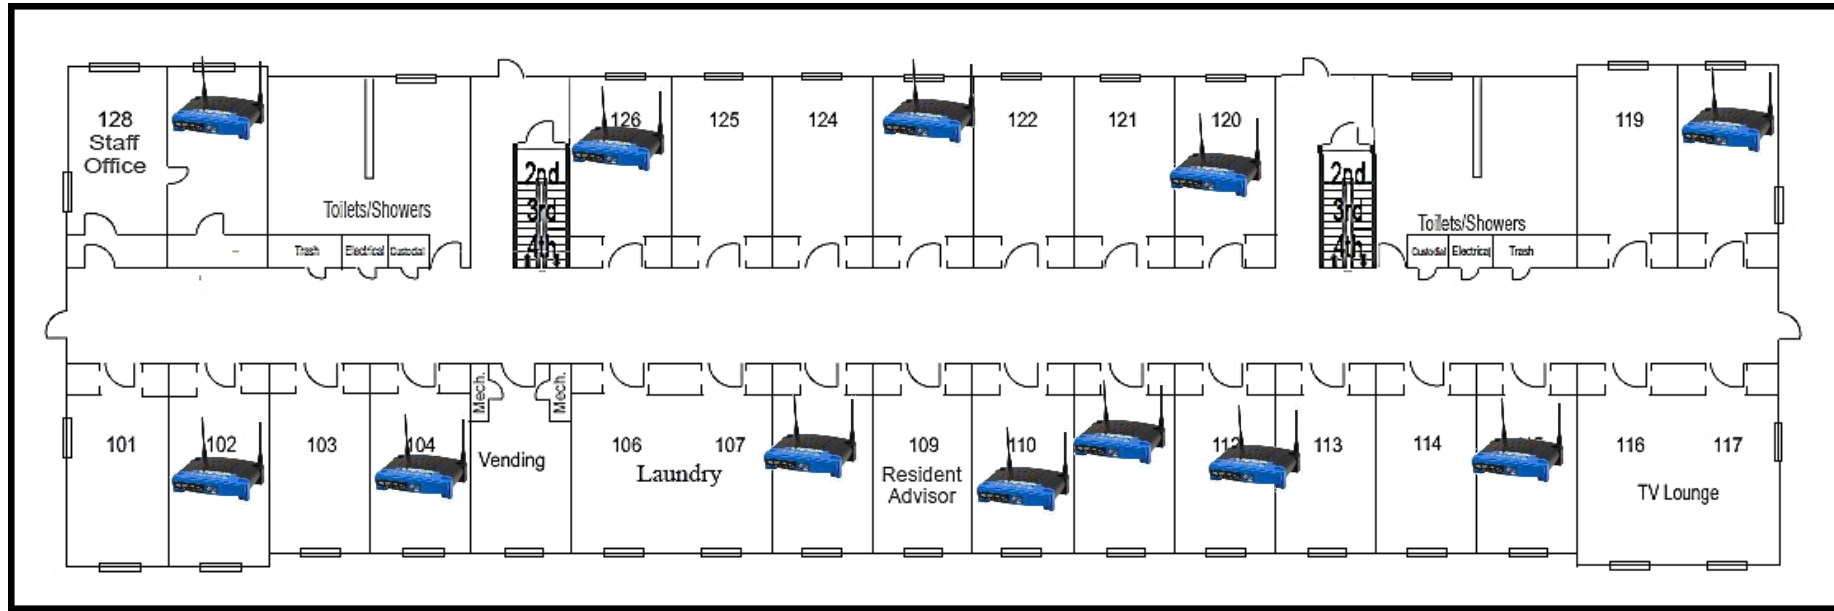 128
Staff
Office
126
125
124
122
121
120
119
2nd
3rd
4th
2nd
3rd
4th
Toilets/Showers
Toilets/Showers
Trash
Electrical
Custodial
Custodial
Electrical
Trash
Mech.
Mech.
101
102
103
104
Vending
106
107
Laundry
109
Resident
Advisor
110
112
113
114
116
117
TV Lounge